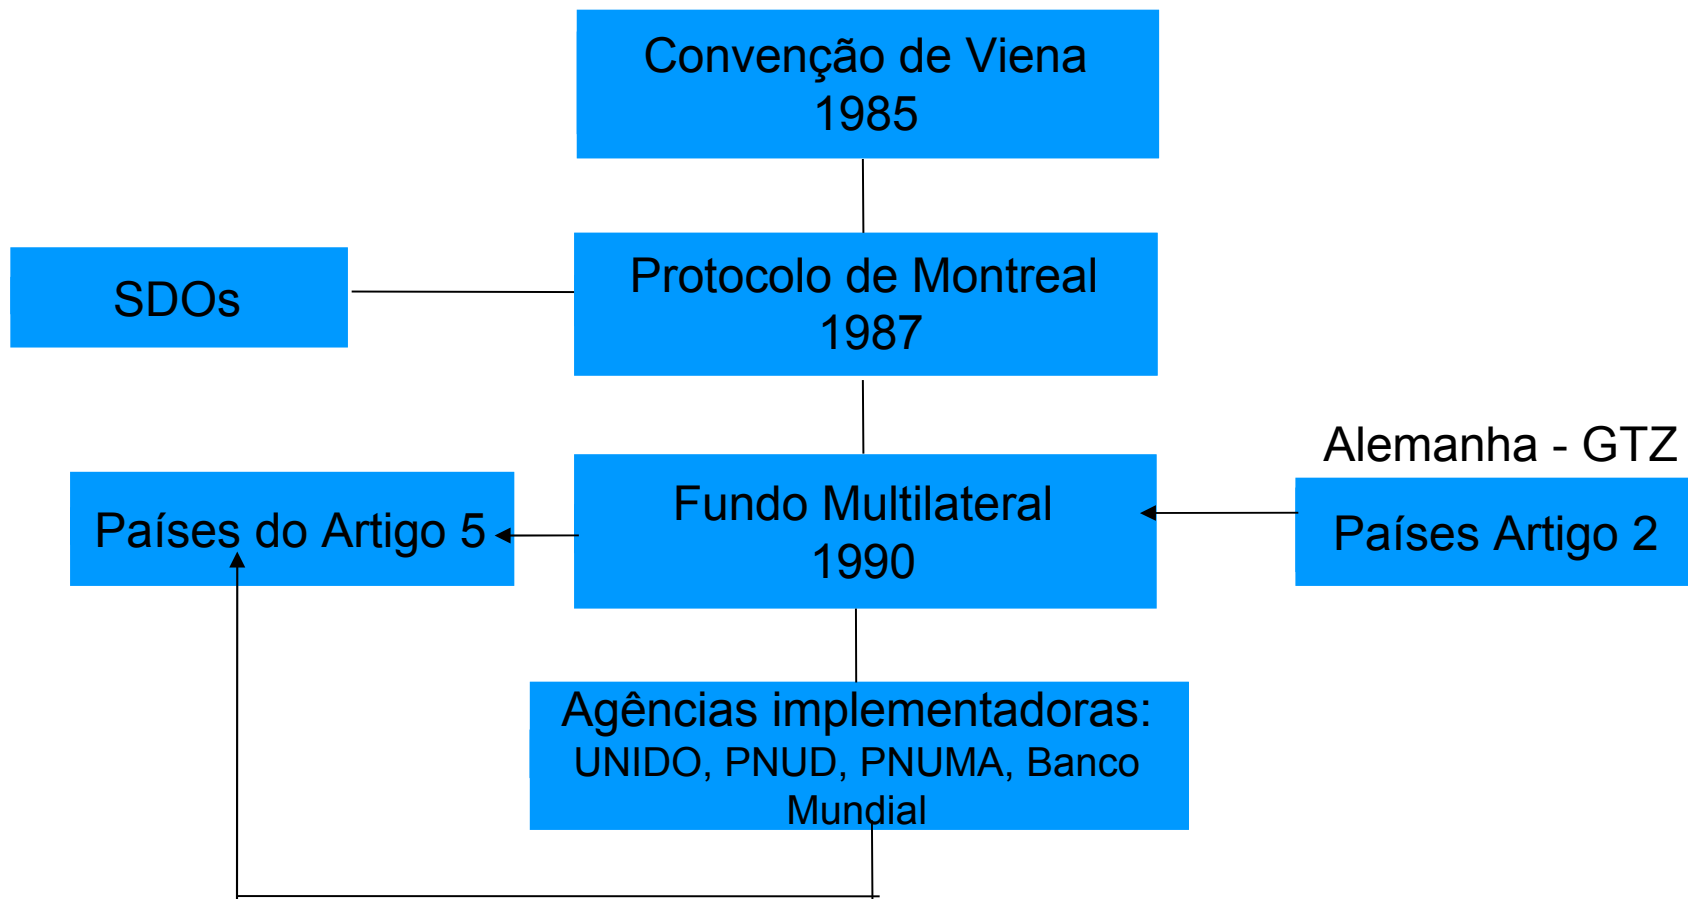 Convenção de Viena
1985
SDOs
Protocolo de Montreal
1987
Alemanha - GTZ
Países do Artigo 5
Fundo Multilateral
1990
Países Artigo 2
Agências implementadoras:
UNIDO, PNUD, PNUMA, Banco
Mundial